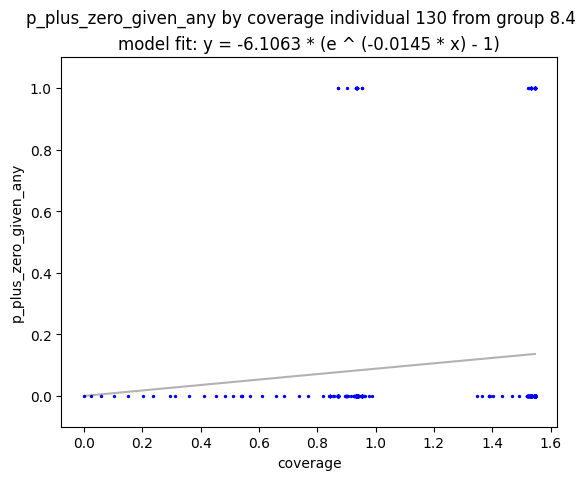 p_plus_zero_given_any by coverage individual 130 from group 8.4
model fit: y = -6.1063 * (e ^ (-0.0145 * x) - 1)
1.0
0.8
0.6
0.4
0.2
0.0
p_plus_zero_given_any
0.0 0.2 0.4 0.6 0.8 1.0 1.2 1.4 1.6
coverage